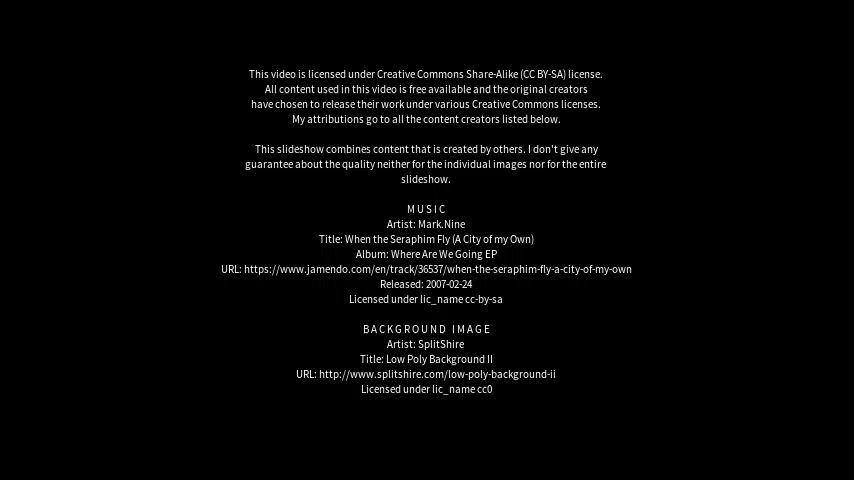 This video is licensed under Creative Commons Share-Alike (CC BY-SA) license.
All content used in this video is free available and the original creators
have chosen to release their work under various Creative Commons licenses.
My attributions go to all the content creators listed below.
This slideshow combines content that is created by others. I don't give any
guarantee about the quality neither for the individual images nor for the entire
slideshow.
MUSIC
Artist: Mark.Nine
Title: When the Seraphim Fly (A City of my Own)
Album: Where Are We Going EP
URL: https://www.jamendo.com/en/track/36537/when-the-seraphim-fly-a-city-of-my-own
Released: 2007-02-24
Licensed under lic_name cc-by-sa
BACKGROUND IMAGE
Artist: SplitShire
Title: Low Poly Background II
URL: http://www.splitshire.com/low-poly-background-ii
Licensed under lic_name cc0